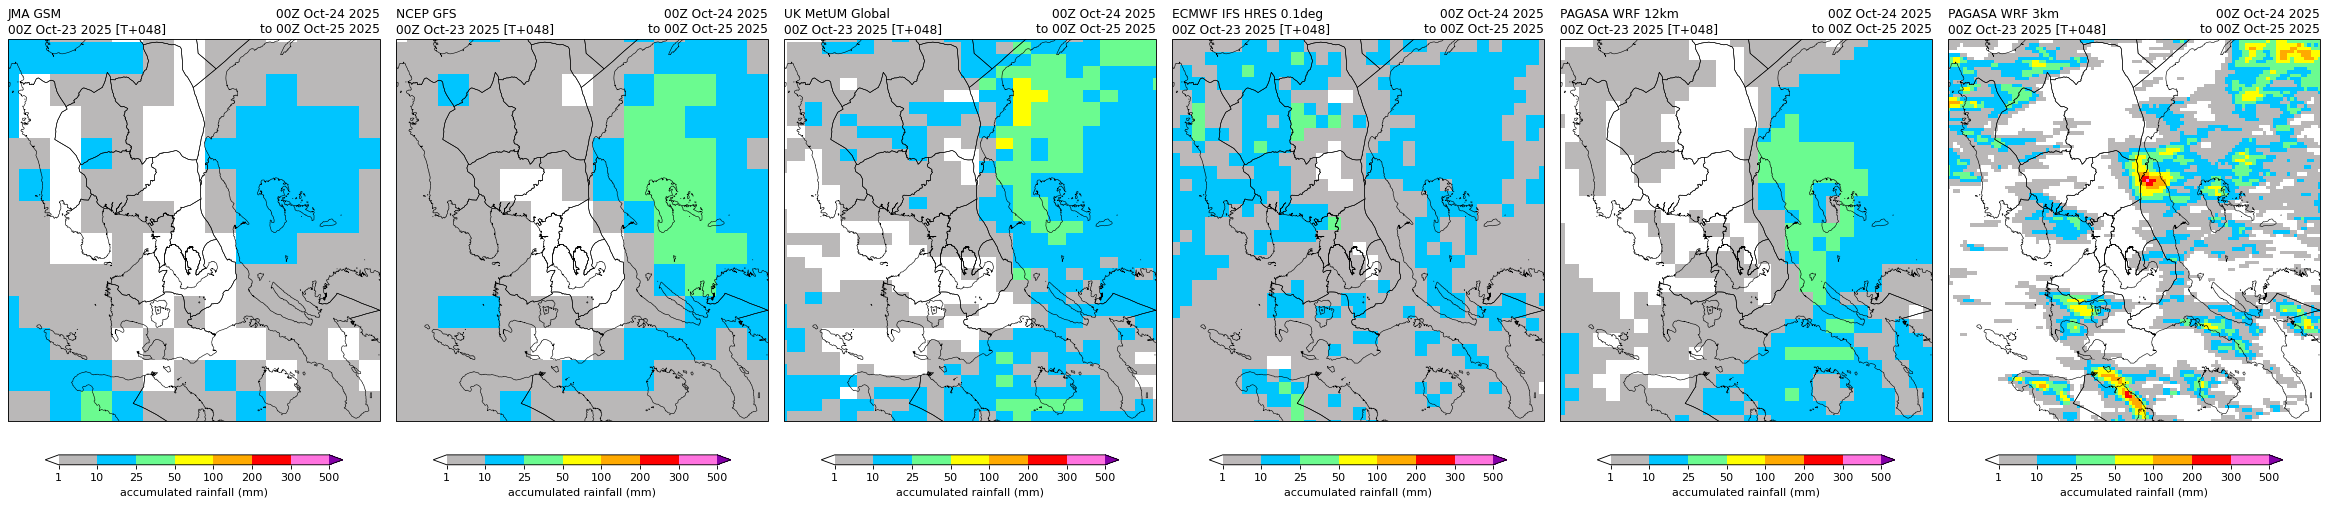 JMA GSM 00Z Oct-24 2025
00Z Oct-23 2025 [T+048] to 00Z Oct-25 2025
1 10 25 50 100 200 300 500
accumulated rainfall (mm)
NCEP GFS 00Z Oct-24 2025
00Z Oct-23 2025 [T+048] to 00Z Oct-25 2025
1 10 25 50 100 200 300 500
accumulated rainfall (mm)
UK MetUM Global 00Z Oct-24 2025
00Z Oct-23 2025 [T+048] to 00Z Oct-25 2025
1 10 25 50 100 200 300 500
accumulated rainfall (mm)
ECMWF IFS HRES 0.1deg 00Z Oct-24 2025
00Z Oct-23 2025 [T+048] to 00Z Oct-25 2025
1 10 25 50 100 200 300 500
accumulated rainfall (mm)
PAGASA WRF 12km 00Z Oct-24 2025
00Z Oct-23 2025 [T+048] to 00Z Oct-25 2025
1 10 25 50 100 200 300 500
accumulated rainfall (mm)
PAGASA WRF 3km 00Z Oct-24 2025
00Z Oct-23 2025 [T+048] to 00Z Oct-25 2025
1 10 25 50 100 200 300 500
accumulated rainfall (mm)